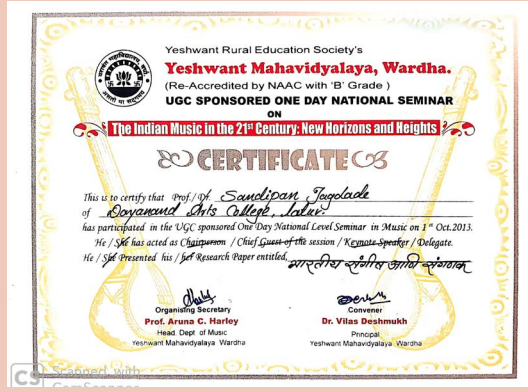 Yeshwant Rural Education Society's
Yeshwant Mahavidyalaya, Wardha.
(Re-Accredited by NAAC with 'B' Grade )
UGC SPONSORED ONE DAY NATIONAL SEMINAR
ON
The Indian Music in the 21st Century: New Horizons and Heights
CERTIFICATE
This is to certify that Prof./Dr. Sandipan Jagdale
of Dayanand Arts College, Latur.
has participated in the UGC sponsored One Day National Level Seminar in Music on 1st Oct.2013.
He / She has acted as Chairperson / Chief Guest of the session / Keynote Speaker / Delegate.
He / She Presented his / her Research Paper entitled, भारतीय संगीत आणि संगणक
Organising Secretary
Prof. Aruna C. Harley
Head Dept of Music
Yeshwant Mahavidyalaya Wardha
Convener
Dr. Vilas Deshmukh
Principal
Yeshwant Mahavidyalaya Wardha
CS Scanned with
CamScanner